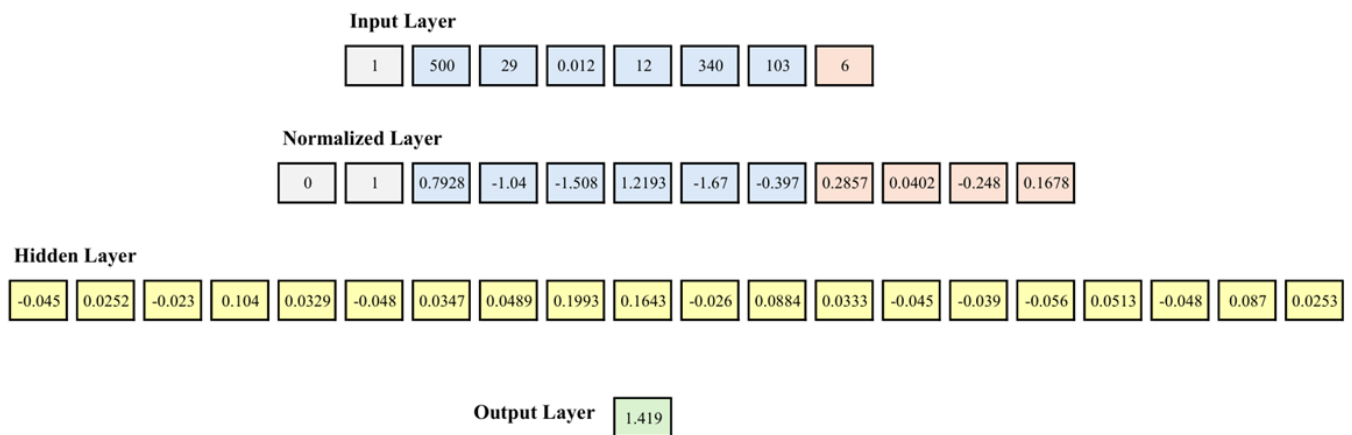 Input Layer
1 500 29 0.012 12 340 103 6
Normalized Layer
0 1 0.7928 -1.04 -1.508 1.2193 -1.67 -0.397 0.2857 0.0402 -0.248 0.1678
Hidden Layer
-0.045 0.0252 -0.023 0.104 0.0329 -0.048 0.0347 0.0489 0.1993 0.1643 -0.026 0.0884 0.0333 -0.045 -0.039 -0.056 0.0513 -0.048 0.087 0.0253
Output Layer 1.419